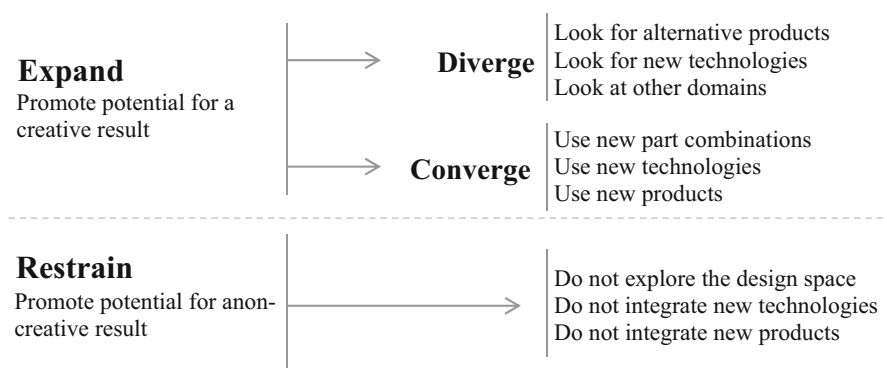 Expand
Promote potential for a
creative result
Diverge
Look for alternative products
Look for new technologies
Look at other domains
Converge
Use new part combinations
Use new technologies
Use new products
Restrain
Promote potential for anon-
creative result
Do not explore the design space
Do not integrate new technologies
Do not integrate new products